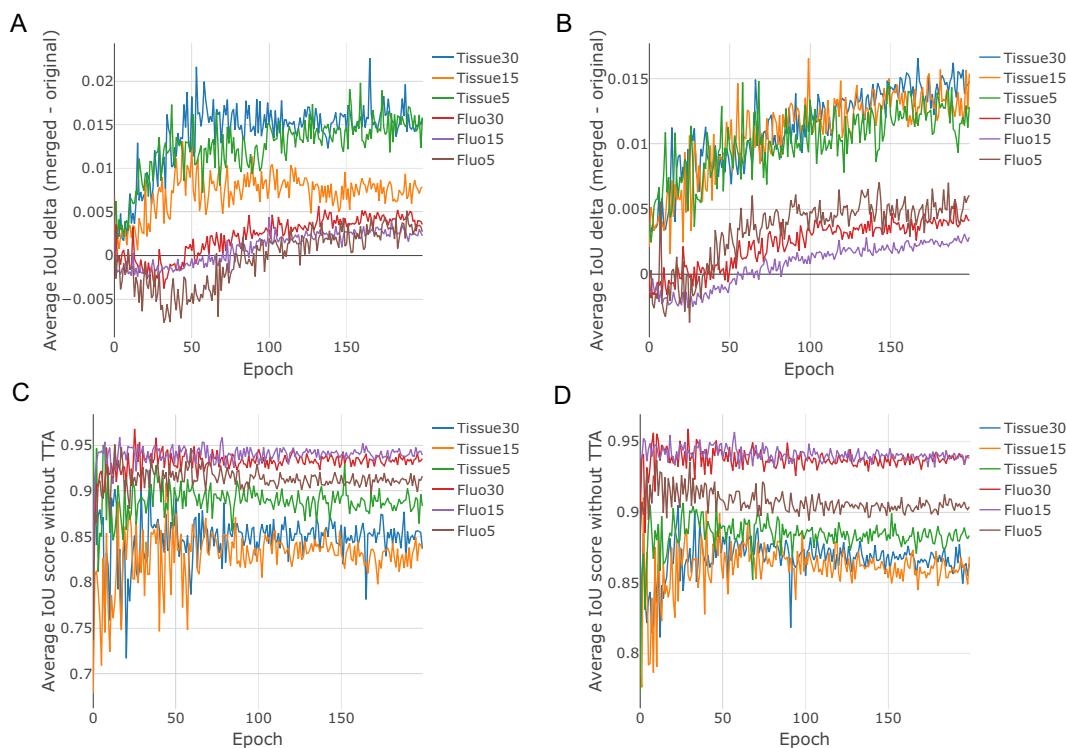 A
Average IoU delta (merged - original)
0.02
0.015
0.01
0.005
0
−0.005
0
50
100
150
Epoch
Tissue30
Tissue15
Tissue5
Fluo30
Fluo15
Fluo5
B
Average IoU delta (merged - original)
0.015
0.01
0.005
0
0
50
100
150
Epoch
Tissue30
Tissue15
Tissue5
Fluo30
Fluo15
Fluo5
C
Average IoU score without TTA
0.95
0.9
0.85
0.8
0.75
0.7
0
50
100
150
Epoch
Tissue30
Tissue15
Tissue5
Fluo30
Fluo15
Fluo5
D
Average IoU score without TTA
0.95
0.9
0.85
0.8
0
50
100
150
Epoch
Tissue30
Tissue15
Tissue5
Fluo30
Fluo15
Fluo5